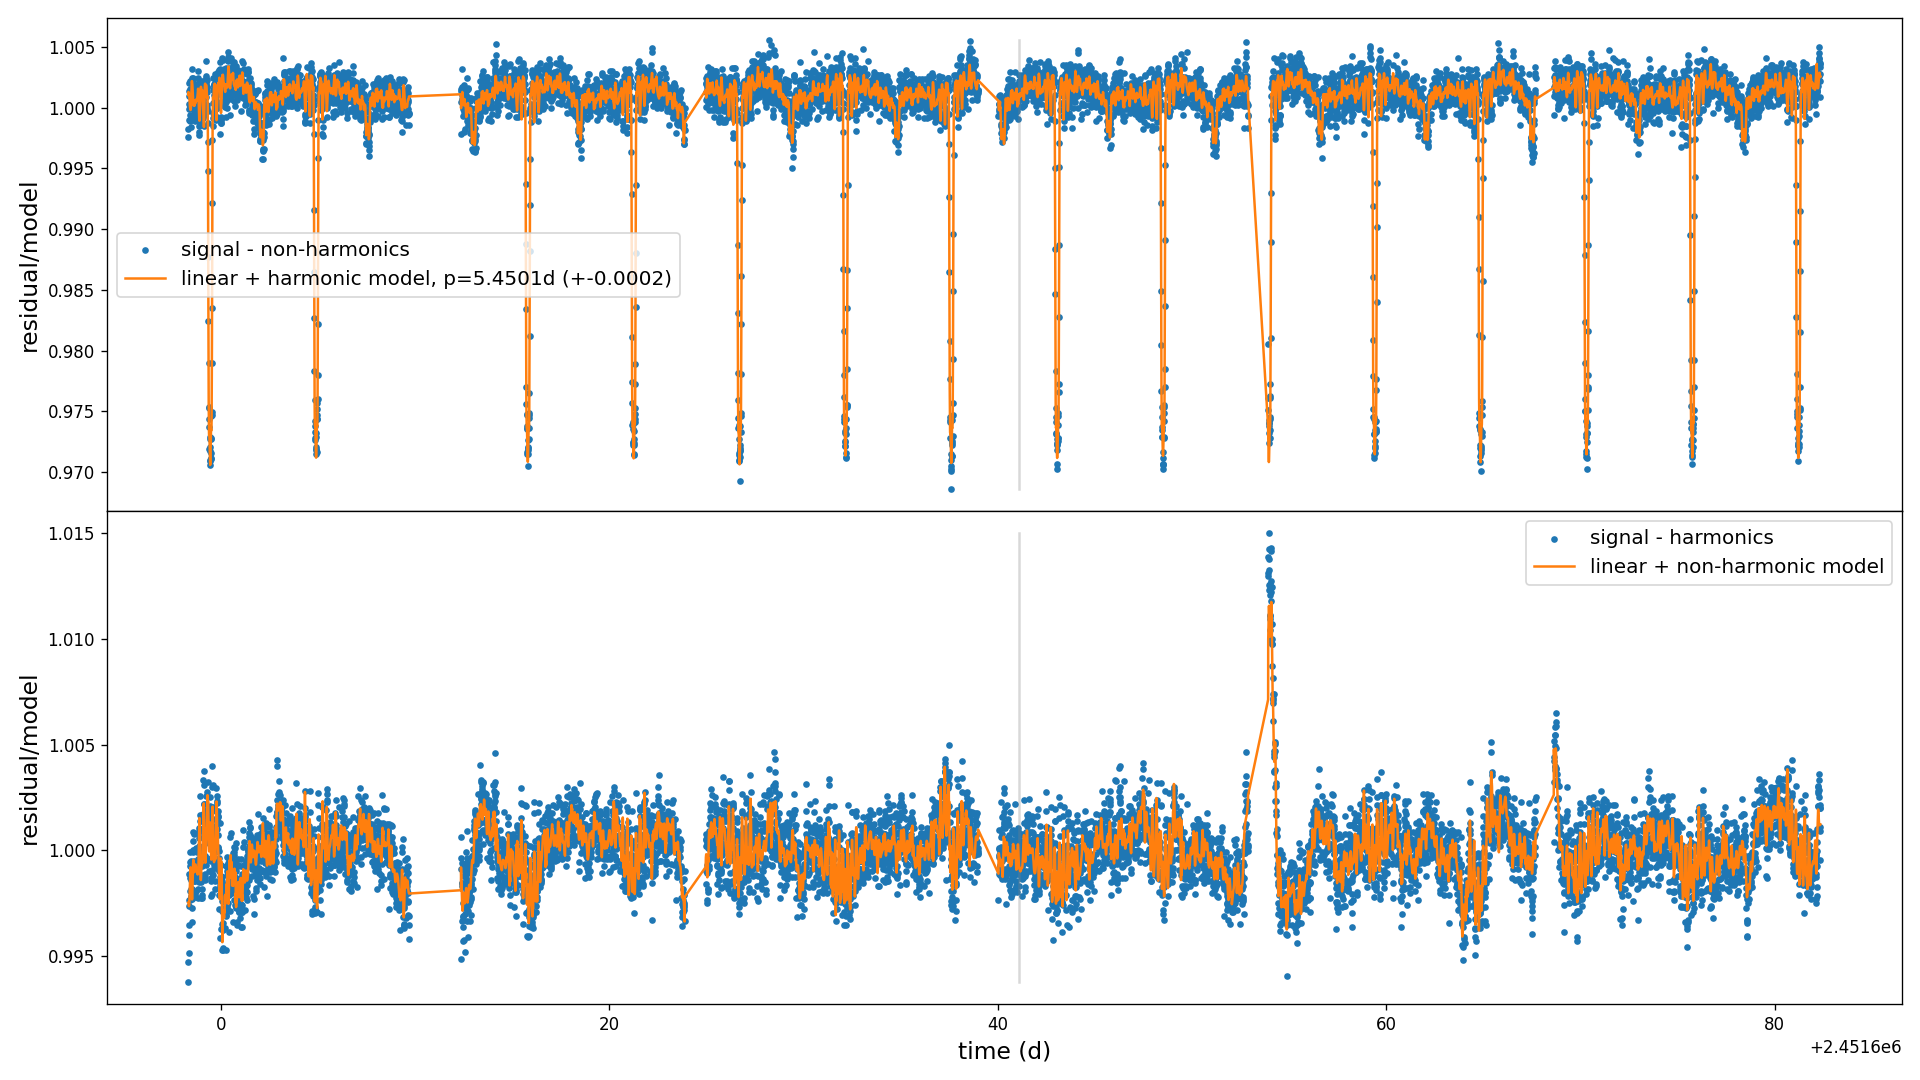 1.005
1.000
0.995
0.990
0.985
0.980
0.975
0.970
residual/model
signal - non-harmonics
linear + harmonic model, p=5.4501d (+-0.0002)
1.015
1.010
1.005
1.000
0.995
residual/model
signal - harmonics
linear + non-harmonic model
0 20 40 60 80
time (d)
+2.4516e6